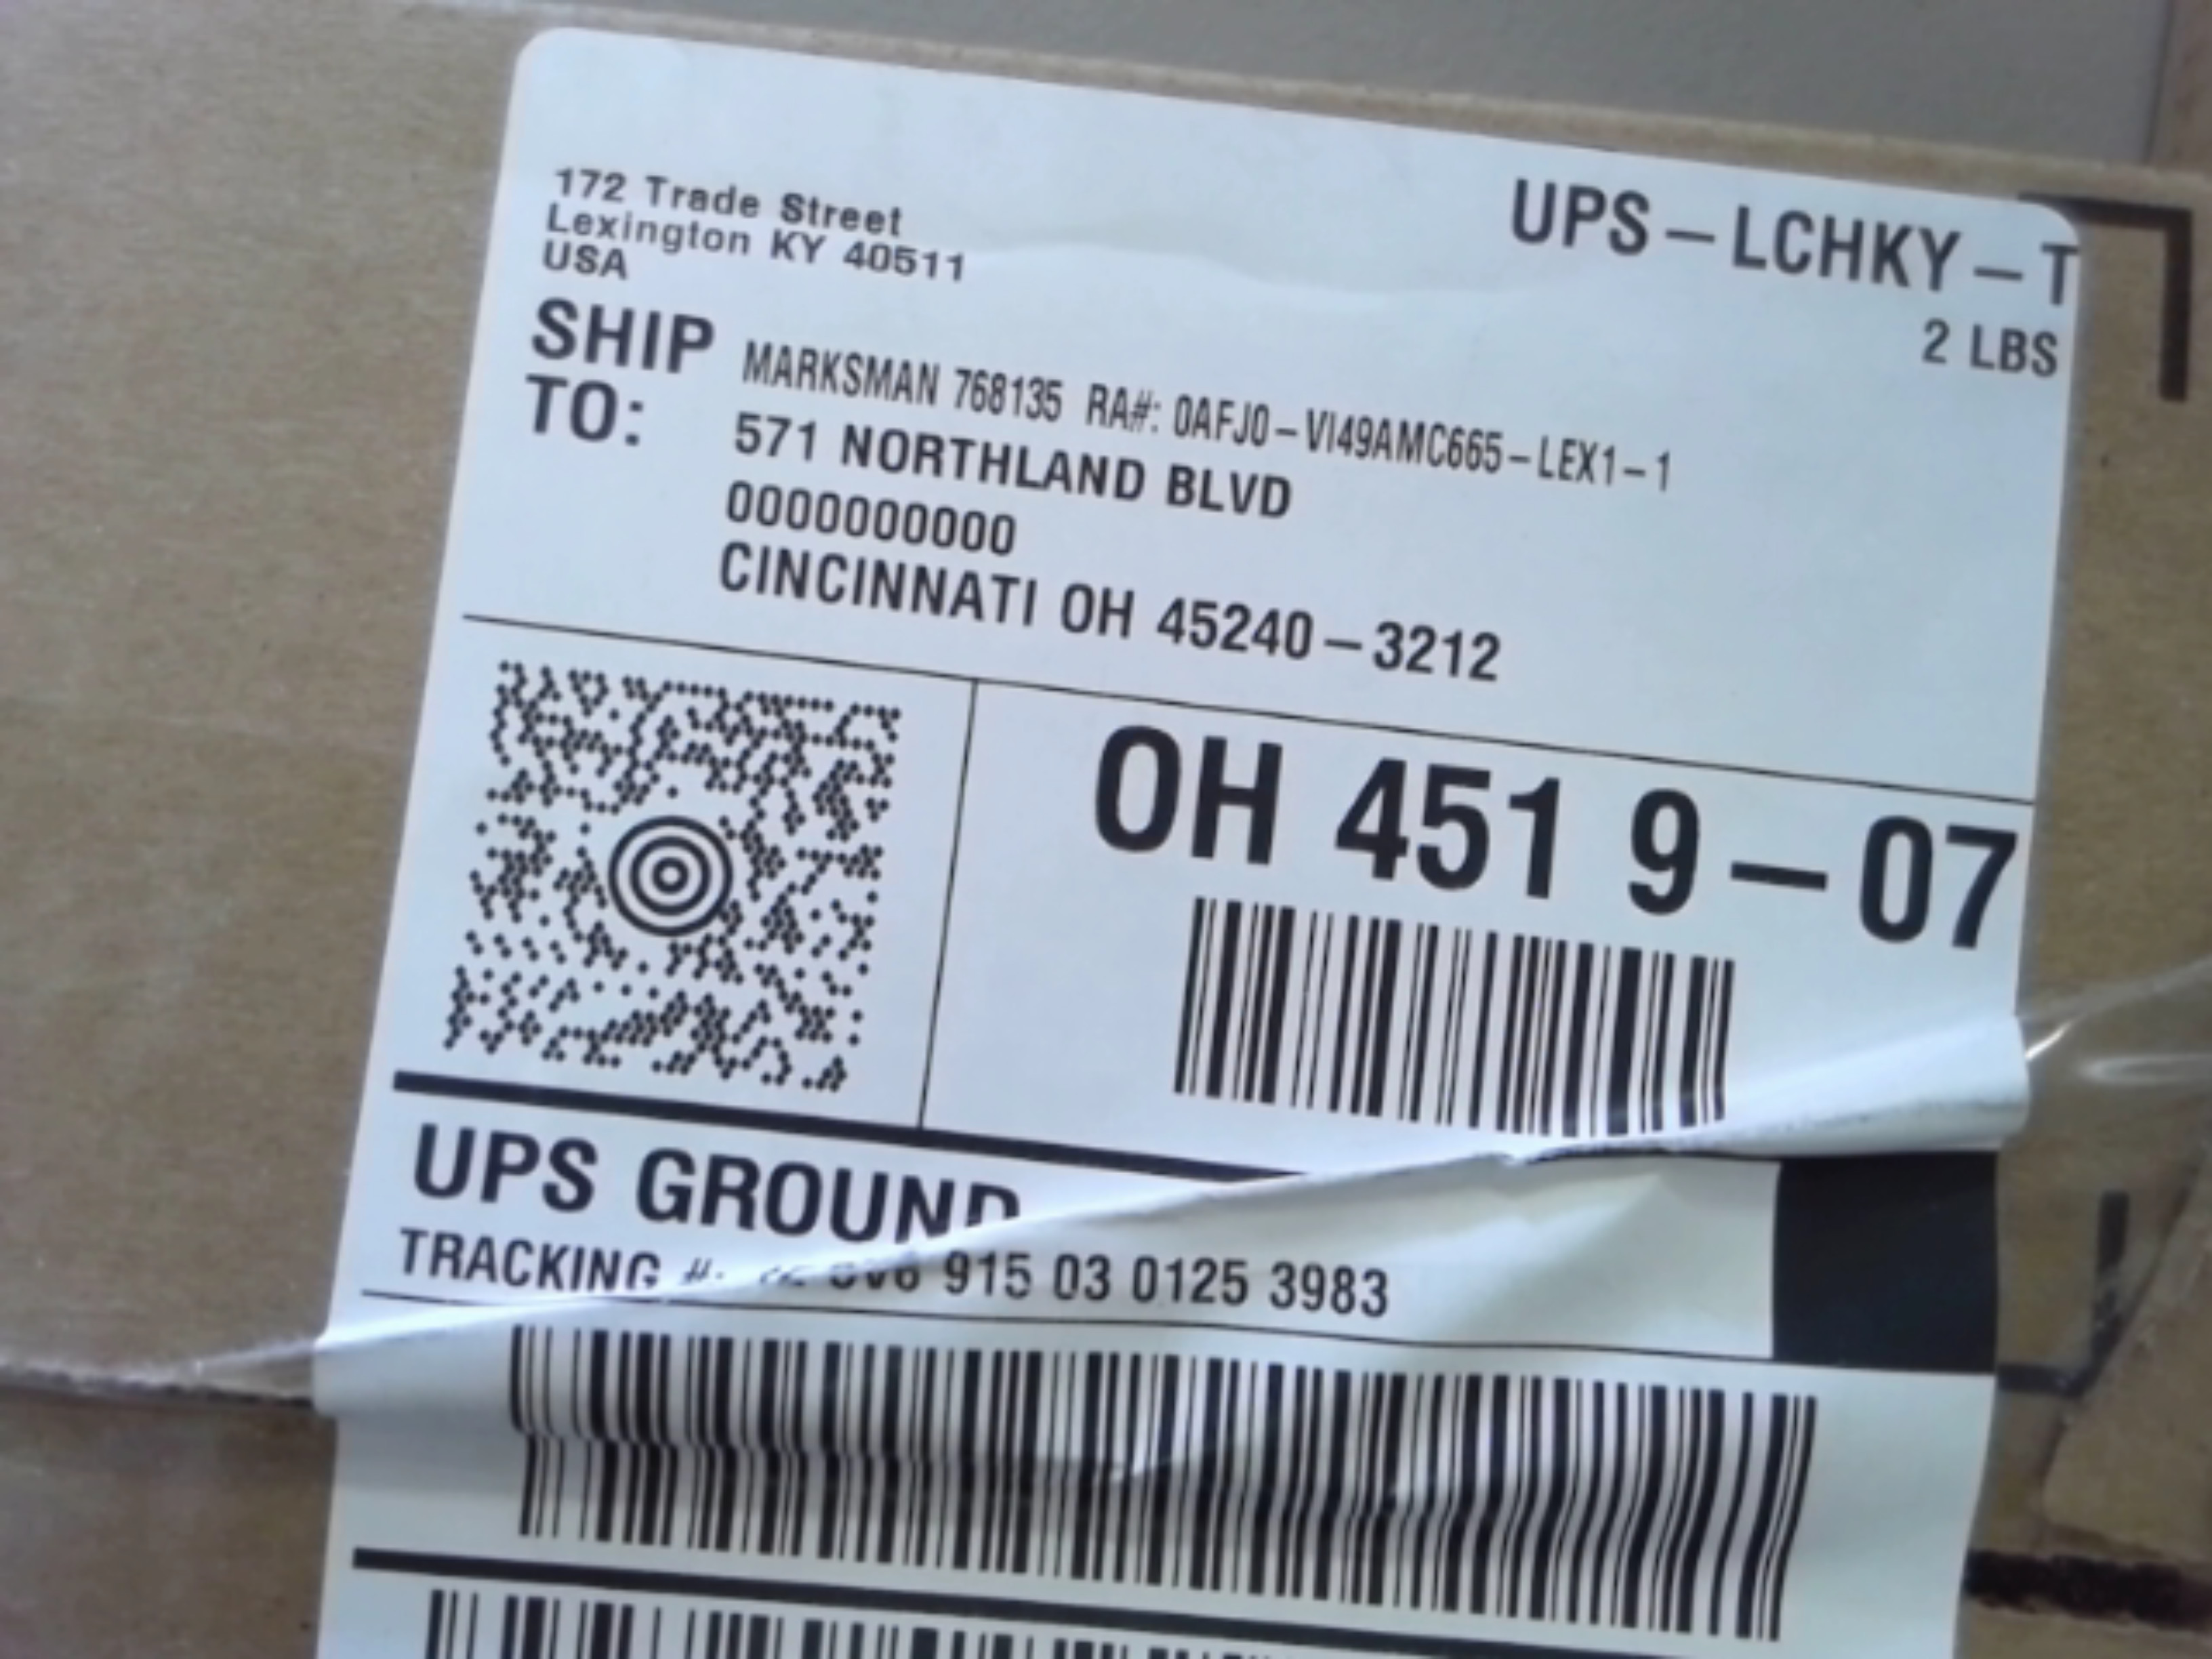 172 Trade Street
Lexington KY 40511
USA
UPS-LCHKY-T
2 LBS
SHIP TO:
MARKSMAN 768135 RA#: 0AFJ0-VI49AMC665-LEX1-1
571 NORTHLAND BLVD
0000000000
CINCINNATI OH 45240-3212
OH 451 9-07
UPS GROUND
TRACKING #: 915 03 0125 3983